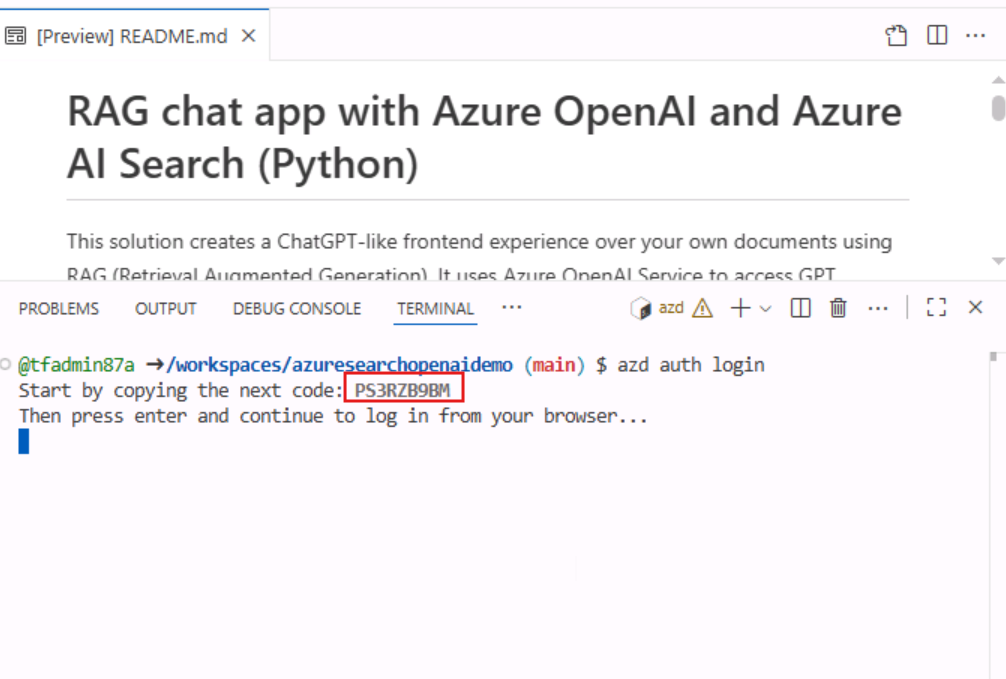 [Preview] README.md
RAG chat app with Azure OpenAI and Azure
AI Search (Python)
This solution creates a ChatGPT-like frontend experience over your own documents using
RAG (Retrieval Augmented Generation). It uses Azure OpenAI Service to access GPT
PROBLEMS OUTPUT DEBUG CONSOLE TERMINAL ··· azd
@tfadmin87a →/workspaces/azuresearchopenaidemo (main) $ azd auth login
Start by copying the next code: PS3RZB9BM
Then press enter and continue to log in from your browser...